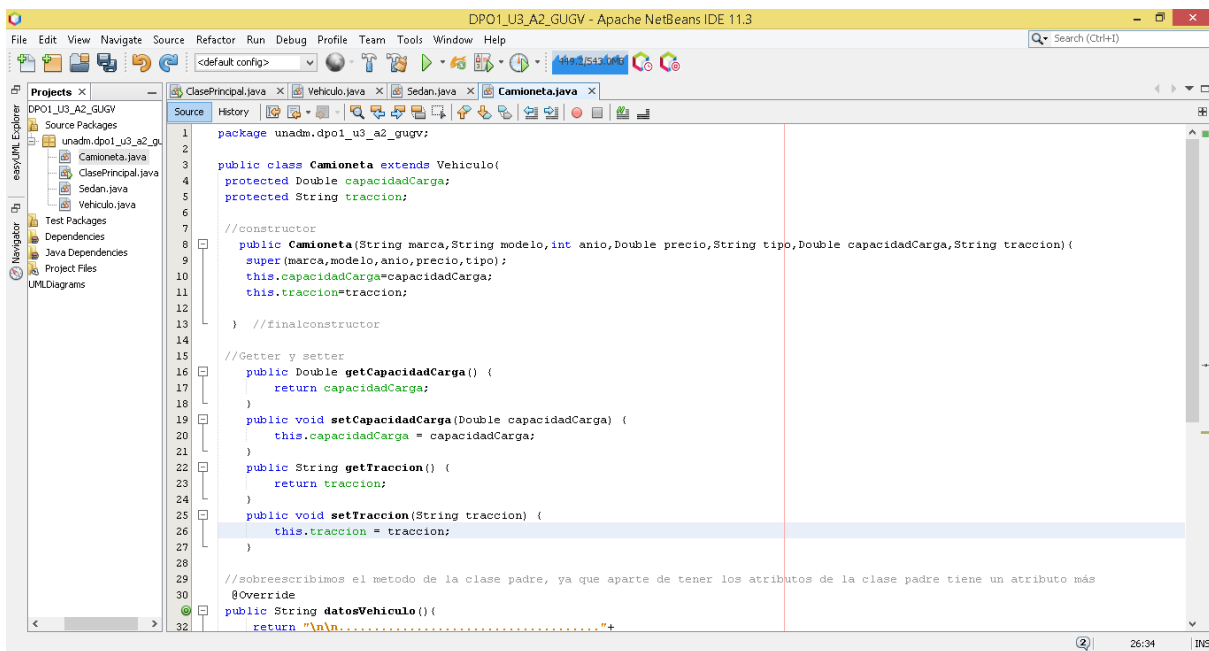 DPO1_U3_A2_GUGV - Apache NetBeans IDE 11.3
File Edit View Navigate Source Refactor Run Debug Profile Team Tools Window Help
Search (Ctrl+I)
<default config>
449.2/543.0MB
Projects
ClasePrincipal.java Vehiculo.java Sedan.java Camioneta.java
easyUML Explorer
Navigator
DPO1_U3_A2_GUGV
Source Packages
unadm.dpo1_u3_a2_gu
Camioneta.java
ClasePrincipal.java
Sedan.java
Vehiculo.java
Test Packages
Dependencies
Java Dependencies
Project Files
UMLDiagrams
Source History
1 package unadm.dpo1_u3_a2_gugv;
2
3 public class Camioneta extends Vehiculo{
4 protected Double capacidadCarga;
5 protected String traccion;
6
7 //constructor
8 public Camioneta(String marca,String modelo,int anio,Double precio,String tipo,Double capacidadCarga,String traccion){
9 super(marca,modelo,anio,precio,tipo);
10 this.capacidadCarga=capacidadCarga;
11 this.traccion=traccion;
12
13 } //finalconstructor
14
15 //Getter y setter
16 public Double getCapacidadCarga() {
17 return capacidadCarga;
18 }
19 public void setCapacidadCarga(Double capacidadCarga) {
20 this.capacidadCarga = capacidadCarga;
21 }
22 public String getTraccion() {
23 return traccion;
24 }
25 public void setTraccion(String traccion) {
26 this.traccion = traccion;
27 }
28
29 //sobreescribimos el metodo de la clase padre, ya que aparte de tener los atributos de la clase padre tiene un atributo más
30 @Override
public String datosVehiculo(){
32 return "\n\n....................................."+
2 26:34 INS